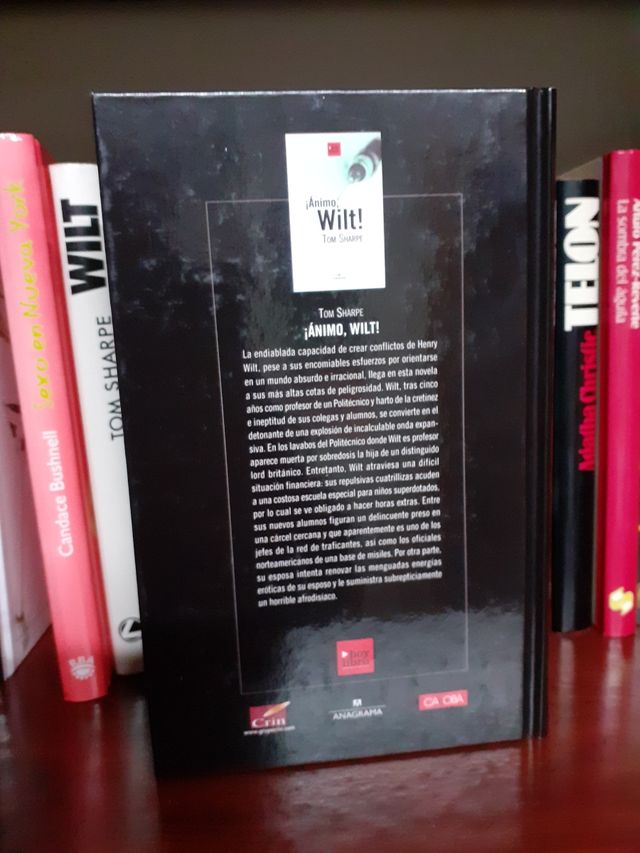 Sexo en Nueva York
Candace Bushnell
WILT
TOM SHARPE
¡Ánimo,
Wilt!
TOM SHARPE
TOM SHARPE
¡ÁNIMO, WILT!
La endiablada capacidad de crear conflictos de Henry
Wilt, pese a sus encomiables esfuerzos por orientarse
en un mundo absurdo e irracional, llega en esta novela
a sus más altas cotas de peligrosidad. Wilt, tras cinco
años como profesor de un Politécnico y harto de la cretinez
e ineptitud de sus colegas y alumnos, se convierte en el
detonante de una explosión de incalculable onda expan-
siva. En los lavabos del Politécnico donde Wilt es profesor
aparece muerta por sobredosis la hija de un distinguido
lord británico. Entretanto, Wilt atraviesa una difícil
situación financiera: sus repulsivas cuatrillizas acuden
a una costosa escuela especial para niños superdotados,
por lo cual se ve obligado a hacer horas extras. Entre
sus nuevos alumnos figuran un delincuente preso en
una cárcel cercana y que aparentemente es uno de los
jefes de la red de traficantes, así como los oficiales
norteamericanos de una base de misiles. Por otra parte,
su esposa intenta renovar las menguadas energías
eróticas de su esposo y le suministra subrepticiamente
un horrible afrodisíaco.
hoy
libro
Crin
ANAGRAMA
TELON
Agatha Christie
La sombra del águila